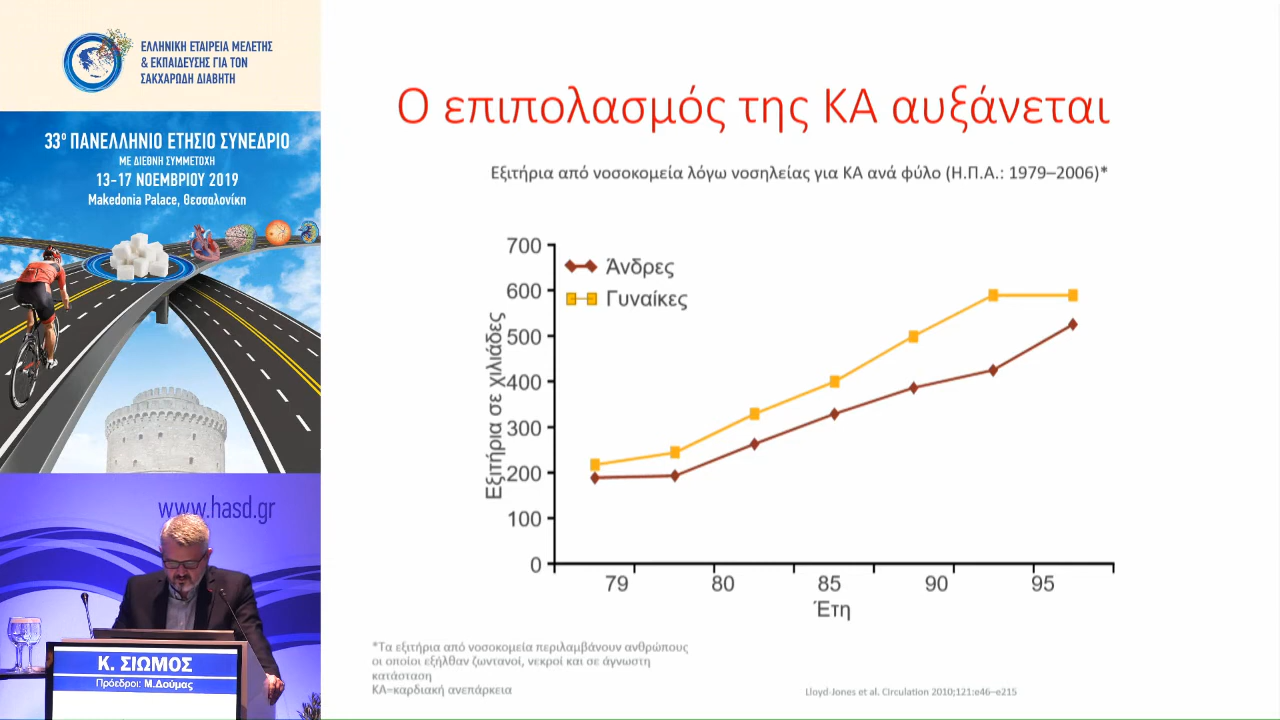 ΕΛΛΗΝΙΚΗ ΕΤΑΙΡΕΙΑ ΜΕΛΕΤΗΣ
& ΕΚΠΑΙΔΕΥΣΗΣ ΓΙΑ ΤΟΝ
ΣΑΚΧΑΡΩΔΗ ΔΙΑΒΗΤΗ
33ο ΠΑΝΕΛΛΗΝΙΟ ΕΤΗΣΙΟ ΣΥΝΕΔΡΙΟ
ΜΕ ΔΙΕΘΝΗ ΣΥΜΜΕΤΟΧΗ
13-17 ΝΟΕΜΒΡΙΟΥ 2019
Makedonia Palace, Θεσσαλονίκη
www.hasd.gr
Κ. ΣΙΩΜΟΣ
Πρόεδροι: Μ.Δούμας
Ο επιπολασμός της ΚΑ αυξάνεται
Εξιτήρια από νοσοκομεία λόγω νοσηλείας για ΚΑ ανά φύλο (Η.Π.Α.: 1979–2006)*
Άνδρες
Γυναίκες
Εξιτήρια σε χιλιάδες
700
600
500
400
300
200
100
0
79 80 85 90 95
Έτη
*Τα εξιτήρια από νοσοκομεία περιλαμβάνουν ανθρώπους
οι οποίοι εξήλθαν ζωντανοί, νεκροί και σε άγνωστη
κατάσταση
ΚΑ=καρδιακή ανεπάρκεια
Lloyd-Jones et al. Circulation 2010;121:e46–e215